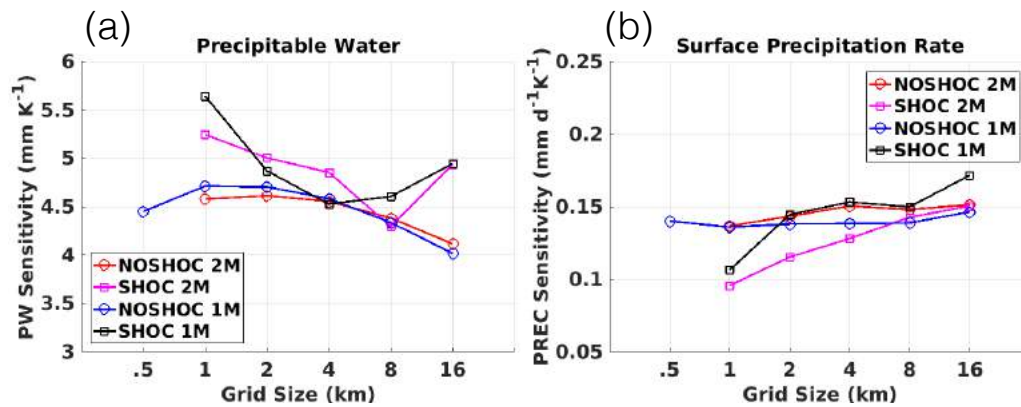 (a)
Precipitable Water
PW Sensitivity (mm K⁻¹)
6
5.5
5
4.5
4
3.5
3
NOSHOC 2M
SHOC 2M
NOSHOC 1M
SHOC 1M
.5 1 2 4 8 16
Grid Size (km)
(b)
Surface Precipitation Rate
PREC Sensitivity (mm d⁻¹K⁻¹)
0.25
0.2
0.15
0.1
0.05
NOSHOC 2M
SHOC 2M
NOSHOC 1M
SHOC 1M
.5 1 2 4 8 16
Grid Size (km)